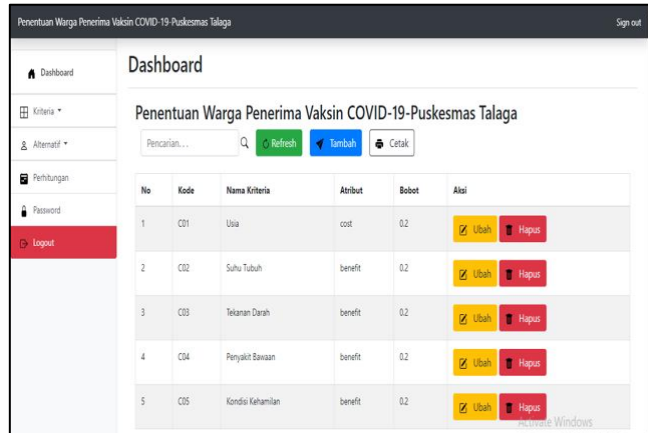 Penentuan Warga Penerima Vaksin COVID-19-Puskesmas Talaga
Sign out
Dashboard
Kriteria
Alternatif
Perhitungan
Password
Logout
Dashboard
Penentuan Warga Penerima Vaksin COVID-19-Puskesmas Talaga
Pencarian... Refresh Tambah Cetak
No Kode Nama Kriteria Atribut Bobot Aksi
1 C01 Usia cost 0.2 Ubah Hapus
2 C02 Suhu Tubuh benefit 0.2 Ubah Hapus
3 C03 Tekanan Darah benefit 0.2 Ubah Hapus
4 C04 Penyakit Bawaan benefit 0.2 Ubah Hapus
5 C05 Kondisi Kehamilan benefit 0.2 Ubah Hapus
Activate Windows